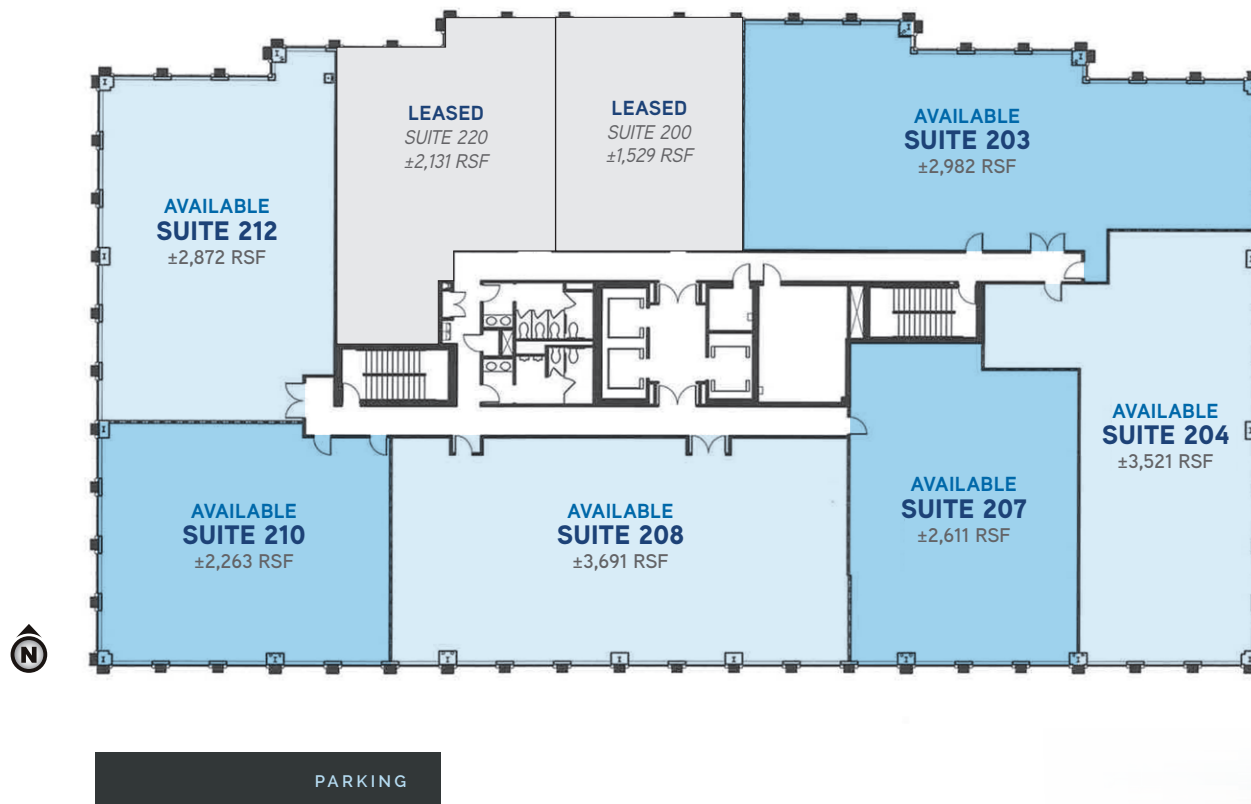 LEASED
SUITE 220
±2,131 RSF
LEASED
SUITE 200
±1,529 RSF
AVAILABLE
SUITE 203
±2,982 RSF
AVAILABLE
SUITE 212
±2,872 RSF
AVAILABLE
SUITE 204
±3,521 RSF
AVAILABLE
SUITE 210
±2,263 RSF
AVAILABLE
SUITE 208
±3,691 RSF
AVAILABLE
SUITE 207
±2,611 RSF
N
PARKING